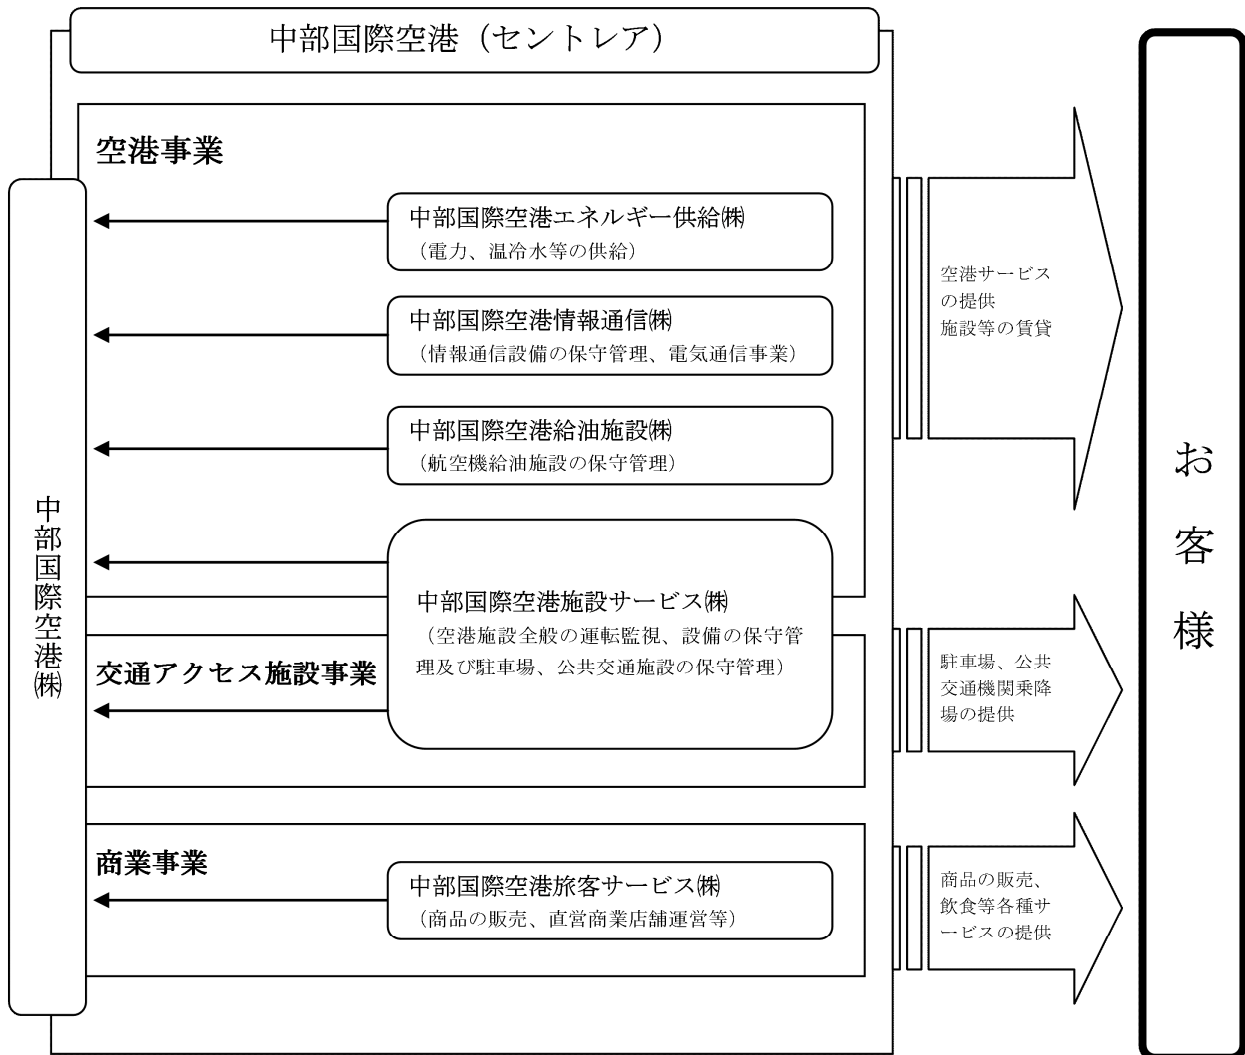 中部国際空港（セントレア）
空港事業
中部国際空港エネルギー供給㈱
（電力、温冷水等の供給）
中部国際空港情報通信㈱
（情報通信設備の保守管理、電気通信事業）
中部国際空港給油施設㈱
（航空機給油施設の保守管理）
中部国際空港施設サービス㈱
（空港施設全般の運転監視、設備の保守管
理及び駐車場、公共交通施設の保守管理）
交通アクセス施設事業
商業事業
中部国際空港旅客サービス㈱
（商品の販売、直営商業店舗運営等）
中部国際空港㈱
空港サービス
の提供
施設等の賃貸
駐車場、公共
交通機関乗降
場の提供
商品の販売、
飲食等各種サ
ービスの提供
お客様